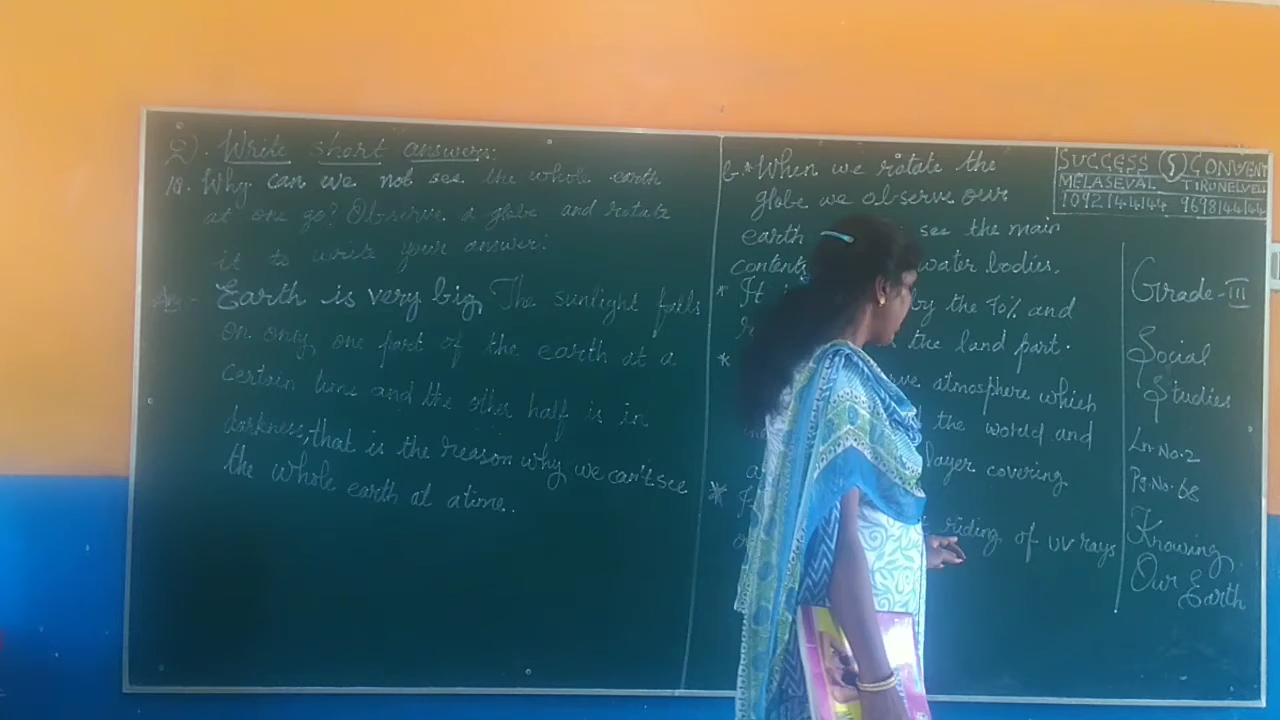 2). Write short answers:
1a. Why can we not see the whole earth
at one go? Observe a globe and rotate
it to write your answer:
Ans- Earth is very big, The sunlight falls
on only one part of the earth at a
certain time and the other half is in
darkness, that is the reason why we can't see
the whole earth at a time.
b. * When we rotate the
globe we observe our
earth see the main
water bodies.
* It by the 70% and
the land part.
* atmosphere which
the world and
layer covering
*
riding of UV rays
SUCCESS S CONVENT
MELASEVAL TIRUNELVELI
9698144144
Grade - III
Social
Studies
Ln. No. 2
Pg. No. 68
Knowing
Our Earth